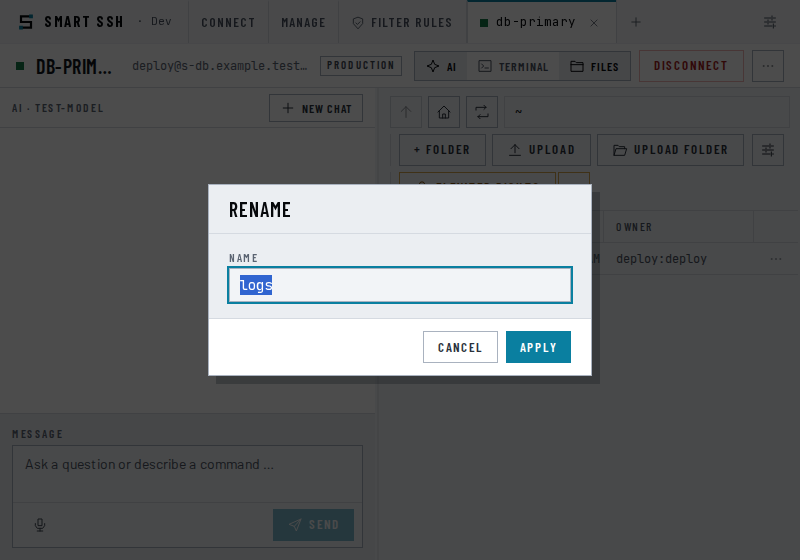 SMART SSH · Dev
CONNECT
MANAGE
FILTER RULES
db-primary
DB-PRIM…
deploy@s-db.example.test…
PRODUCTION
AI
TERMINAL
FILES
DISCONNECT
AI · TEST-MODEL
NEW CHAT
~
+ FOLDER
UPLOAD
UPLOAD FOLDER
OWNER
deploy:deploy
RENAME
NAME
logs
CANCEL
APPLY
MESSAGE
Ask a question or describe a command …
SEND